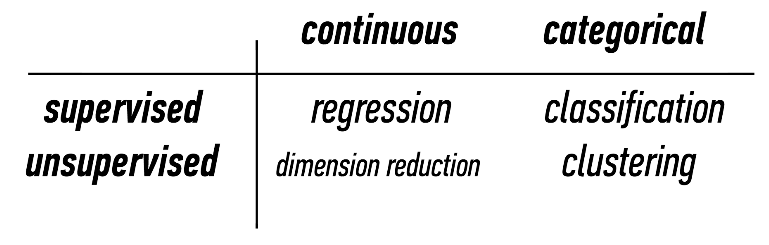 continuous categorical
supervised regression classification
unsupervised dimension reduction clustering